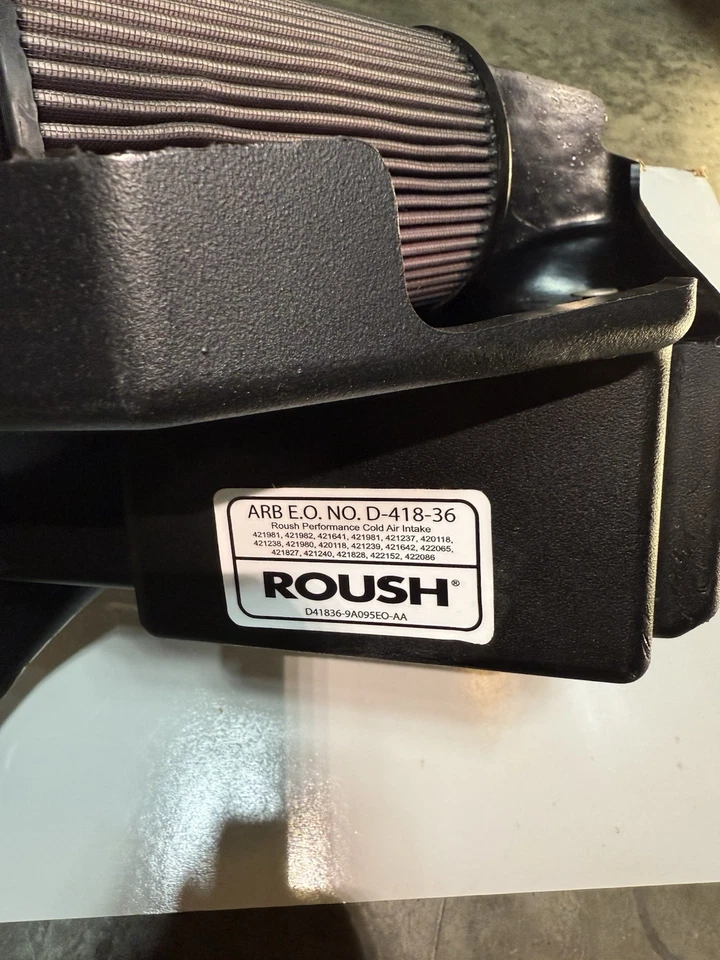 ARB E.O. NO. D-418-36
Roush Performance Cold Air Intake
421981, 421982, 421641, 421981, 421237, 420118,
421238, 421980, 420118, 421239, 421642, 422065,
421827, 421240, 421828, 422152, 422086
ROUSH®
D41836-9A095EO-AA